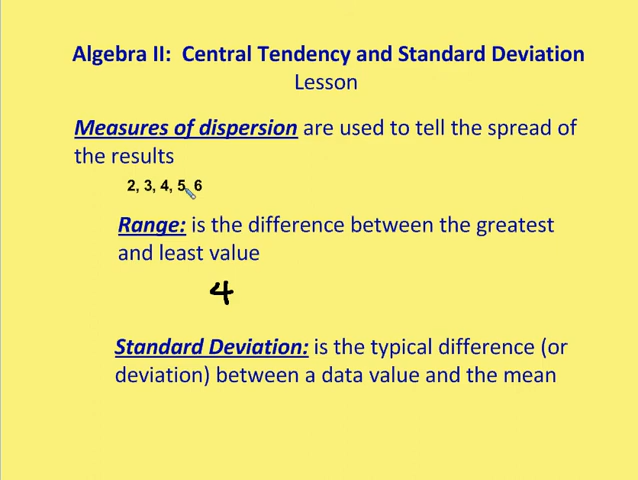 Algebra II:  Central Tendency and Standard Deviation
Lesson
Measures of dispersion are used to tell the spread of
the results
2, 3, 4, 5, 6
Range: is the difference between the greatest
and least value
4
Standard Deviation: is the typical difference (or
deviation) between a data value and the mean